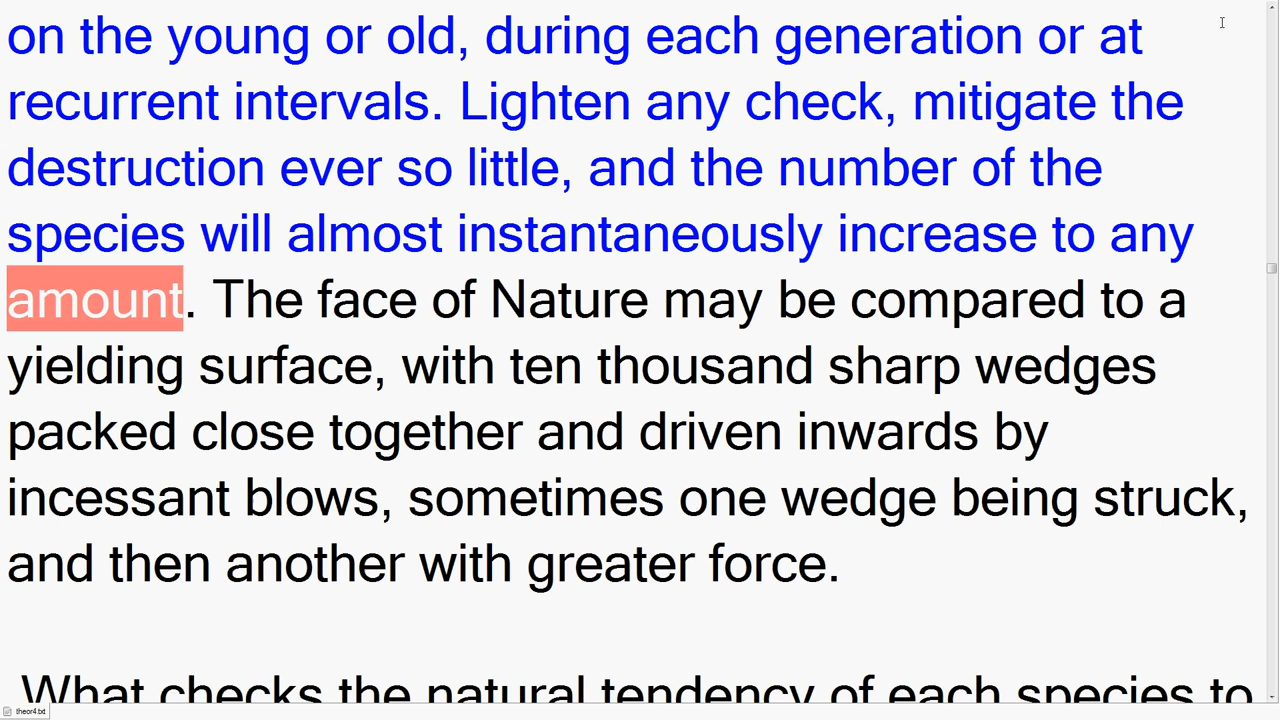 on the young or old, during each generation or at
recurrent intervals. Lighten any check, mitigate the
destruction ever so little, and the number of the
species will almost instantaneously increase to any
amount. The face of Nature may be compared to a
yielding surface, with ten thousand sharp wedges
packed close together and driven inwards by
incessant blows, sometimes one wedge being struck,
and then another with greater force.
What checks the natural tendency of each species to
theor4.txt